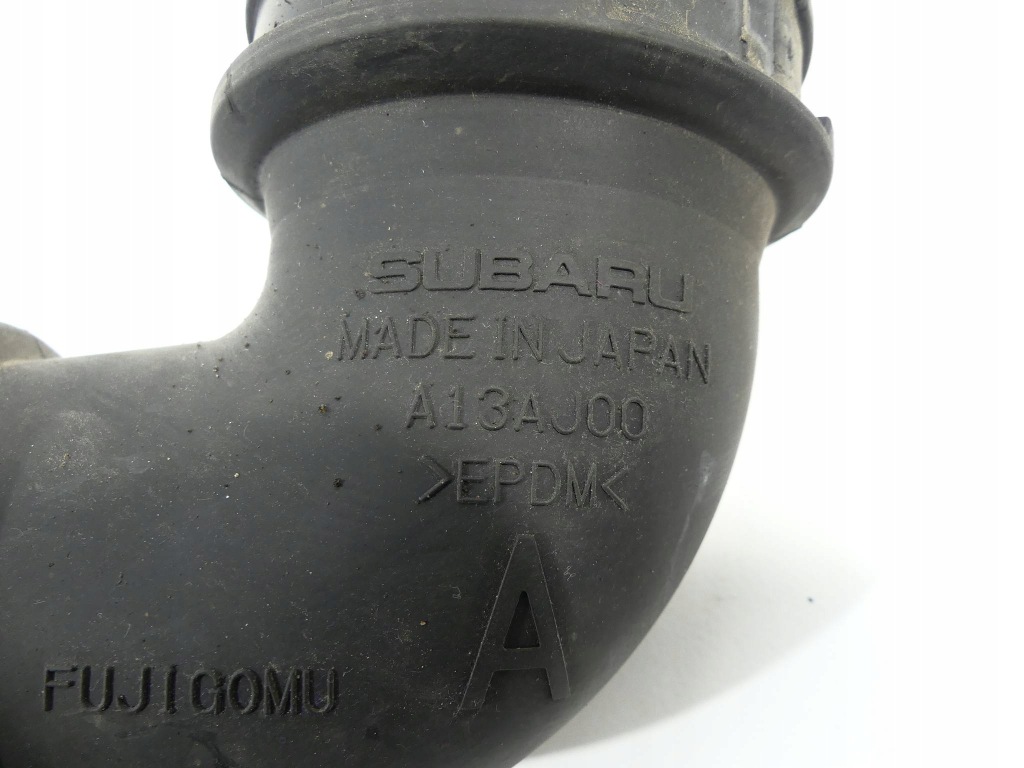 SUBARU
MADE IN JAPAN
A13AJ00
>EPDM<
A
FUJIGOMU